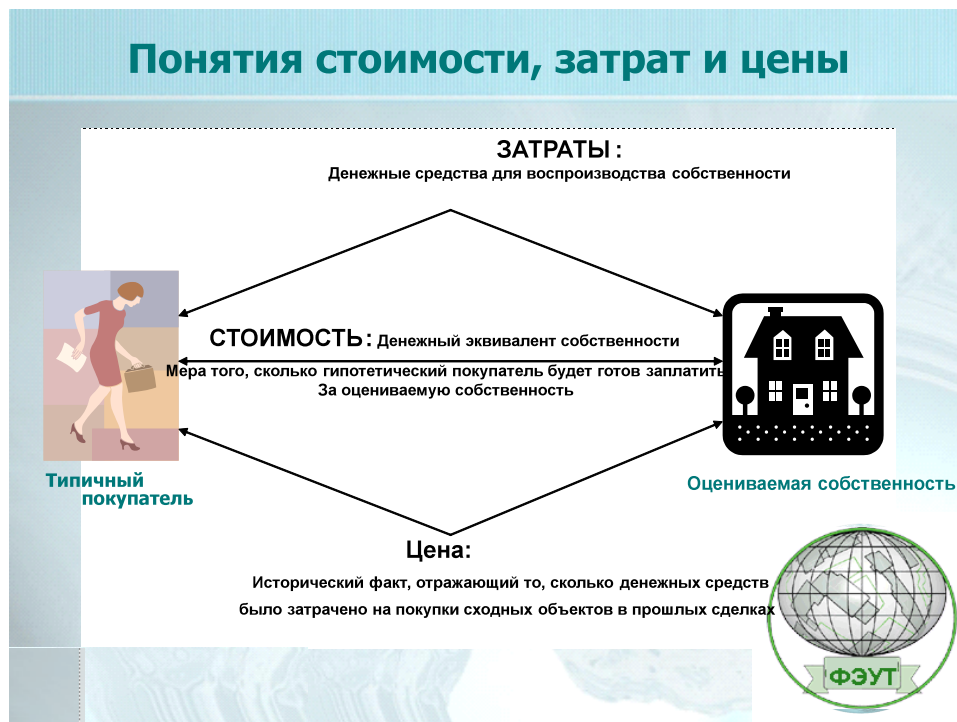 Понятия стоимости, затрат и цены
ЗАТРАТЫ :
Денежные средства для воспроизводства собственности
СТОИМОСТЬ: Денежный эквивалент собственности
Мера того, сколько гипотетический покупатель будет готов заплатить
За оцениваемую собственность
Типичный
покупатель
Оцениваемая собственность
Цена:
Исторический факт, отражающий то, сколько денежных средств
было затрачено на покупки сходных объектов в прошлых сделках
ФЭУТ